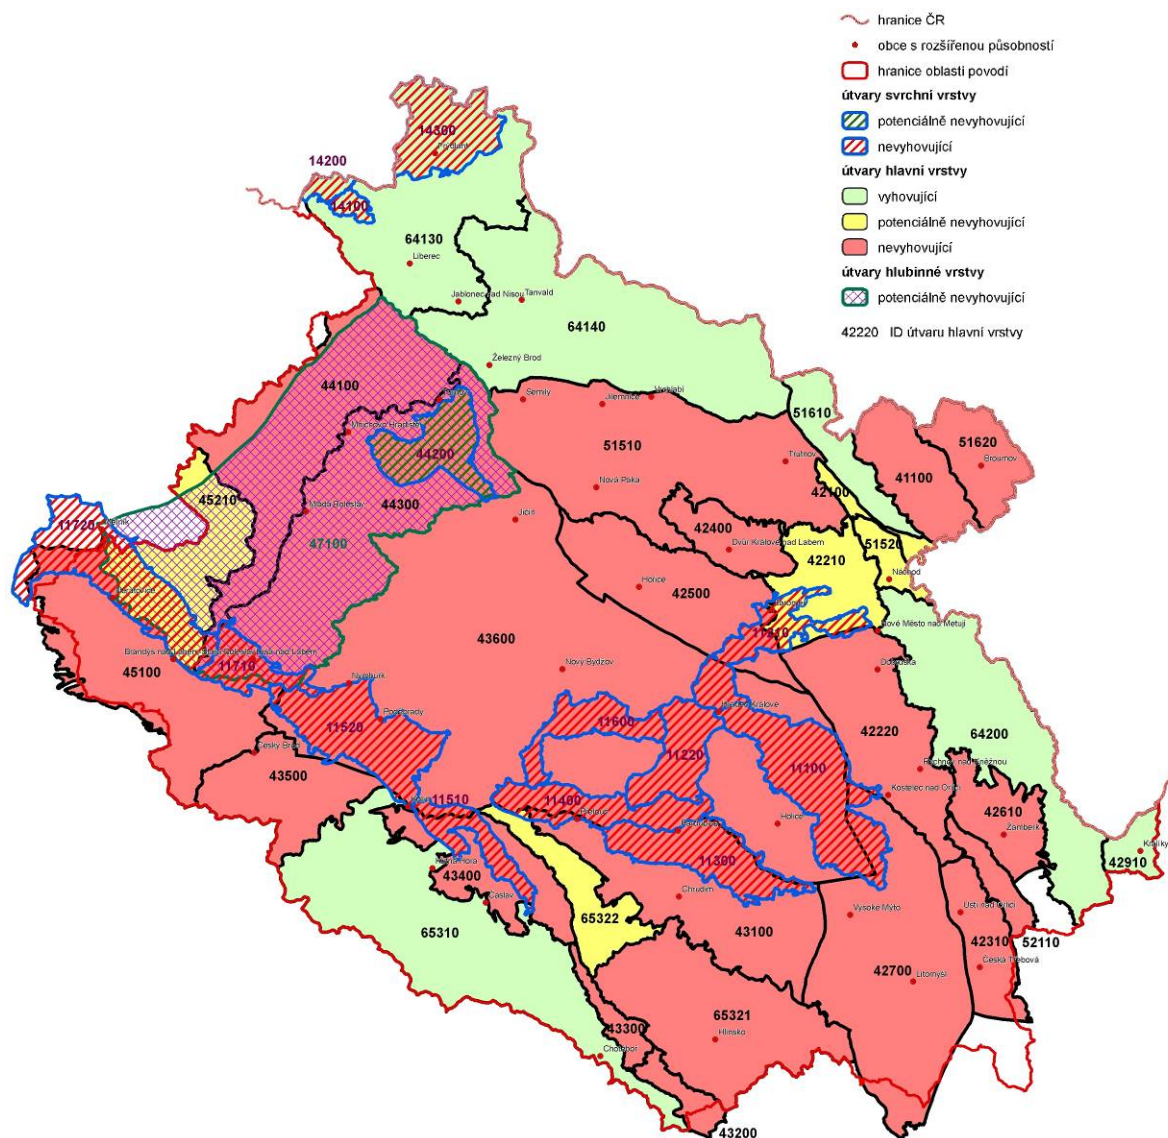 hranice ČR
obce s rozšířenou působností
hranice oblasti povodí
útvary svrchní vrstvy
potenciálně nevyhovující
nevyhovující
útvary hlavní vrstvy
vyhovující
potenciálně nevyhovující
nevyhovující
útvary hlubinné vrstvy
potenciálně nevyhovující
42220 ID útvaru hlavní vrstvy
14300
Frýdlant
14200
14100
64130
Liberec
Jablonec nad Nisou
Tanvald
64140
Železný Brod
44100
Semily
Jilemnice
Vrchlabí
51610
Mnichovo Hradiště
51510
51620
Broumov
44200
Trutnov
41100
45210
Nová Paka
42100
Mladá Boleslav
44300
11720
Mělník
Jičín
42400
51520
47100
Dvůr Králové nad Labem
42210
Náchod
Neratovice
Hořice
42500
Jaroměř
11210
Nové Město nad Metují
43600
Brandýs nad Labem
45100
11710
Nový Bydžov
Dobruška
Nymburk
11520
Poděbrady
Hradec Králové
11600
42220
64200
Český Brod
11220
11100
Rychnov nad Kněžnou
43500
11510
11400
Kostelec nad Orlicí
Kolín
Přelouč
42610
Pardubice
Holice
Žamberk
Kutná Hora
11300
Králíky
43400
42910
Čáslav
Chrudim
Vysoké Mýto
Ústí nad Orlicí
65310
65322
43100
42310
52110
42700
Česká Třebová
Litomyšl
65321
43300
Hlinsko
Chotěboř
43200